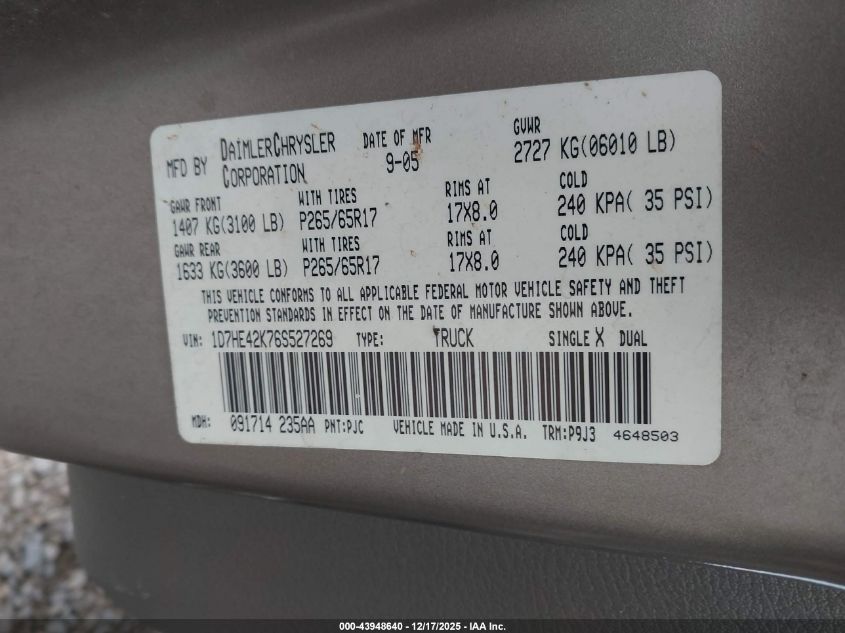 MFD BY DAIMLERCHRYSLER CORPORATION DATE OF MFR 9-05 GVWR 2727 KG(06010 LB)
GAWR FRONT WITH TIRES RIMS AT COLD
1407 KG(3100 LB) P265/65R17 17X8.0 240 KPA( 35 PSI)
GAWR REAR WITH TIRES RIMS AT COLD
1633 KG(3600 LB) P265/65R17 17X8.0 240 KPA( 35 PSI)
THIS VEHICLE CONFORMS TO ALL APPLICABLE FEDERAL MOTOR VEHICLE SAFETY AND THEFT
PREVENTION STANDARDS IN EFFECT ON THE DATE OF MANUFACTURE SHOWN ABOVE.
VIN: 1D7HE42K76S527269 TYPE: TRUCK SINGLE X DUAL
MDH: 091714 235AA PNT:PJC VEHICLE MADE IN U.S.A. TRM:P9J3 4648503
000-43948640 - 12/17/2025 - IAA Inc.